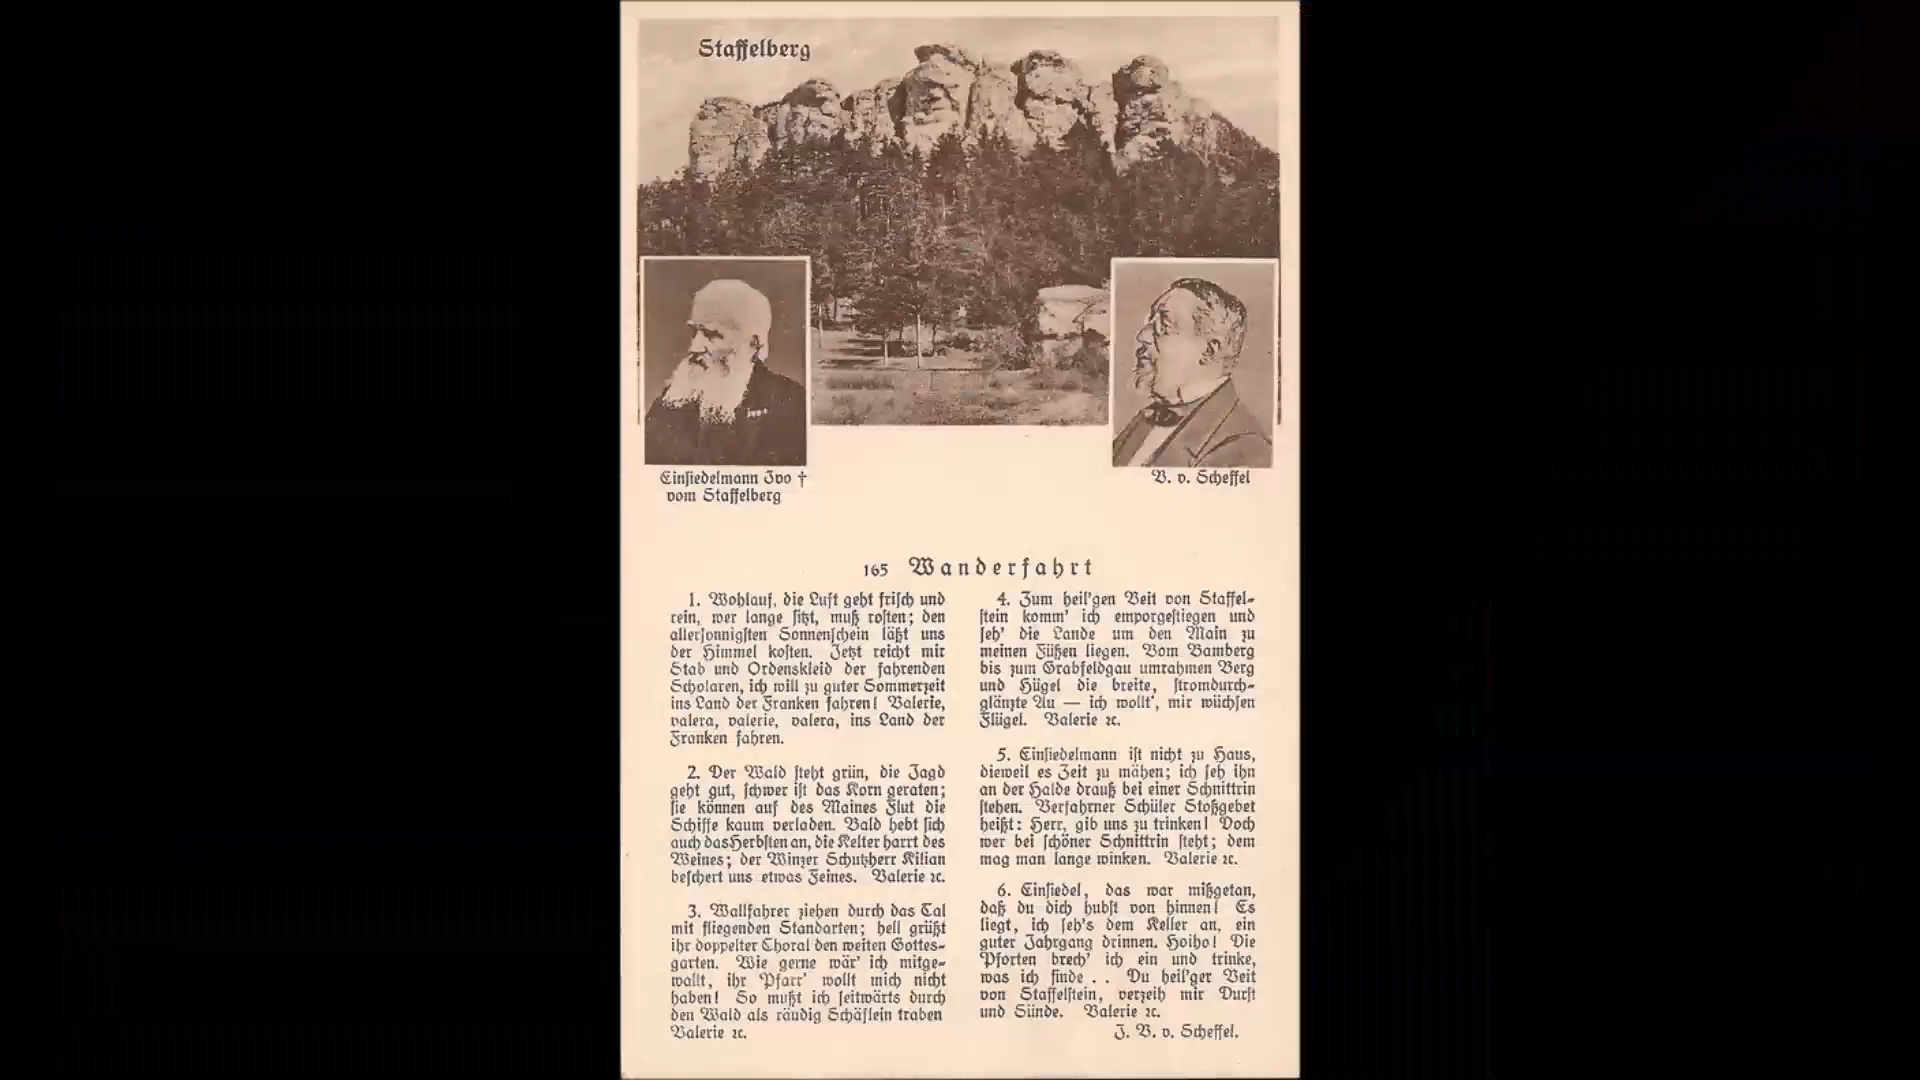 Staffelberg
Einsiedelmann Ivo †
vom Staffelberg
V. v. Scheffel
165 Wanderfahrt
1. Wohlauf, die Luft geht frisch und
rein, wer lange sitzt, muß rosten; den
allersonnigsten Sonnenschein läßt uns
der Himmel kosten. Jetzt reicht mir
Stab und Ordenskleid der fahrenden
Scholaren, ich will zu guter Sommerzeit
ins Land der Franken fahren! Valerie,
valera, valerie, valera, ins Land der
Franken fahren.
2. Der Wald steht grün, die Jagd
geht gut, schwer ist das Korn geraten;
sie können auf des Maines Flut die
Schiffe kaum verladen. Bald hebt sich
auch das Herbsten an, die Kelter harrt des
Weines; der Winzer Schutzherr Kilian
beschert uns etwas Feines. Valerie ꝛc.
3. Wallfahrer ziehen durch das Tal
mit fliegenden Standarten; hell grüßt
ihr doppelter Choral den weiten Gottes-
garten. Wie gerne wär' ich mitge-
wallt, ihr Pfarr' wollt mich nicht
haben! So mußt ich seitwärts durch
den Wald als räudig Schäflein traben
Valerie ꝛc.
4. Zum heil'gen Veit von Staffel-
stein komm' ich emporgestiegen und
seh' die Lande um den Main zu
meinen Füßen liegen. Vom Bamberg
bis zum Grabfeldgau umrahmen Berg
und Hügel die breite, stromdurch-
glänzte Au — ich wollt', mir wüchsen
Flügel. Valerie ꝛc.
5. Einsiedelmann ist nicht zu Haus,
dieweil es Zeit zu mähen; ich seh ihn
an der Halde drauß bei einer Schnittrin
stehen. Verfahrner Schüler Stoßgebet
heißt: Herr, gib uns zu trinken! Doch
wer bei schöner Schnittrin steht; dem
mag man lange winken. Valerie ꝛc.
6. Einsiedel, das war mißgetan,
daß du dich hubst von hinnen! Es
liegt, ich seh's dem Keller an, ein
guter Jahrgang drinnen. Hoiho! Die
Pforten brech' ich ein und trinke,
was ich finde . . Du heil'ger Veit
von Staffelstein, verzeih mir Durst
und Sünde. Valerie ꝛc.
J. V. v. Scheffel.